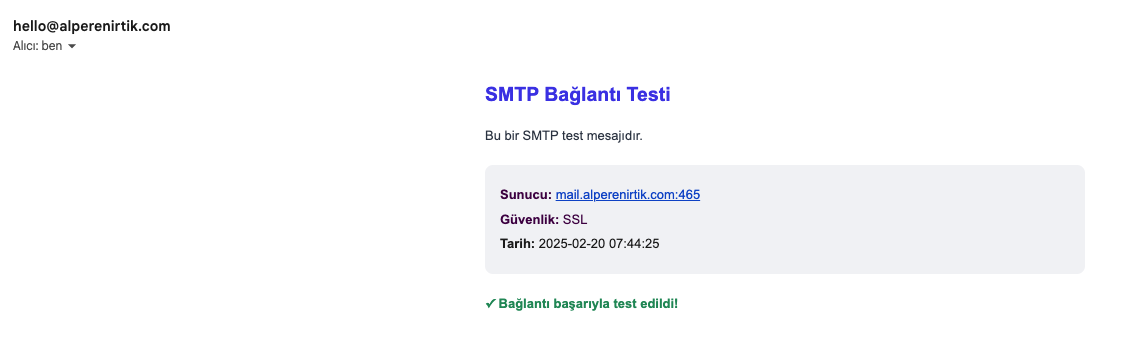 hello@alperenirtik.com
Alıcı: ben
SMTP Bağlantı Testi
Bu bir SMTP test mesajıdır.
Sunucu: mail.alperenirtik.com:465
Güvenlik: SSL
Tarih: 2025-02-20 07:44:25
✓ Bağlantı başarıyla test edildi!